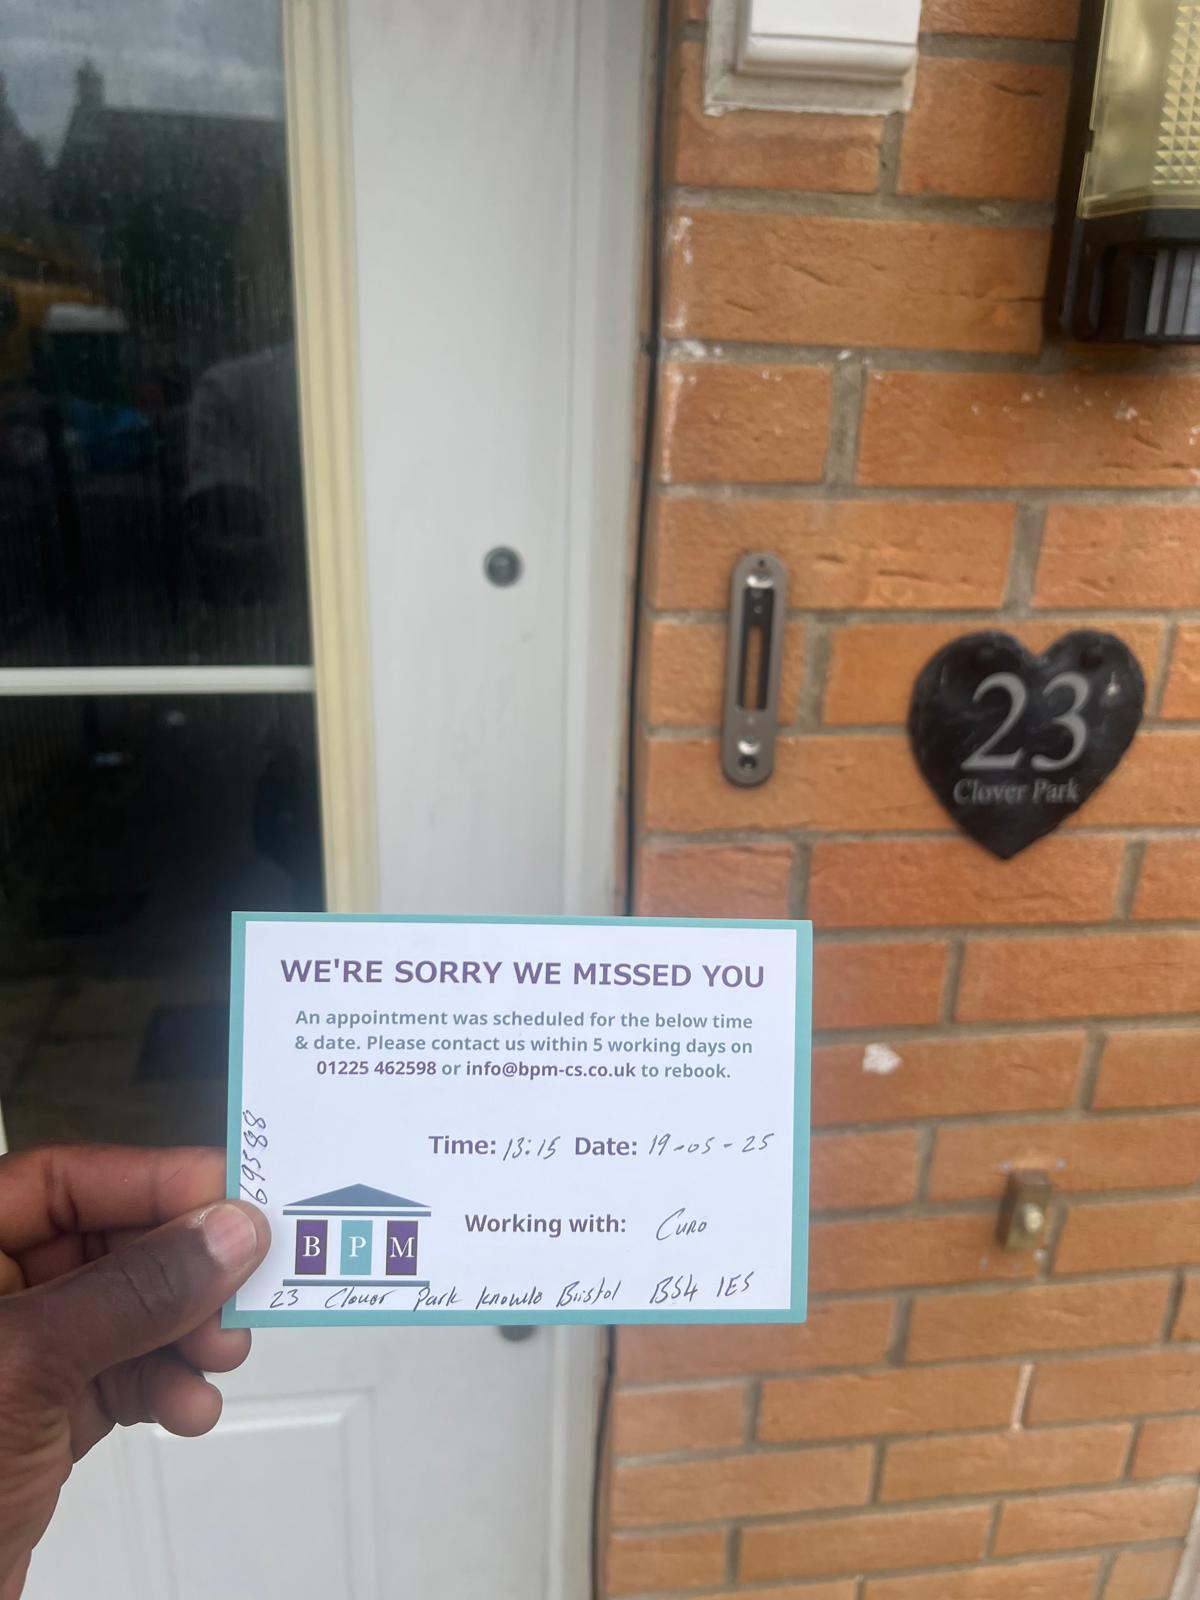 23
Clover Park
WE'RE SORRY WE MISSED YOU
An appointment was scheduled for the below time
& date. Please contact us within 5 working days on
01225 462598 or info@bpm-cs.co.uk to rebook.
Time: 13:15 Date: 19-05-25
69588
Working with: Curo
B P M
23 Clover Park Knowle Bristol BS4 1ES